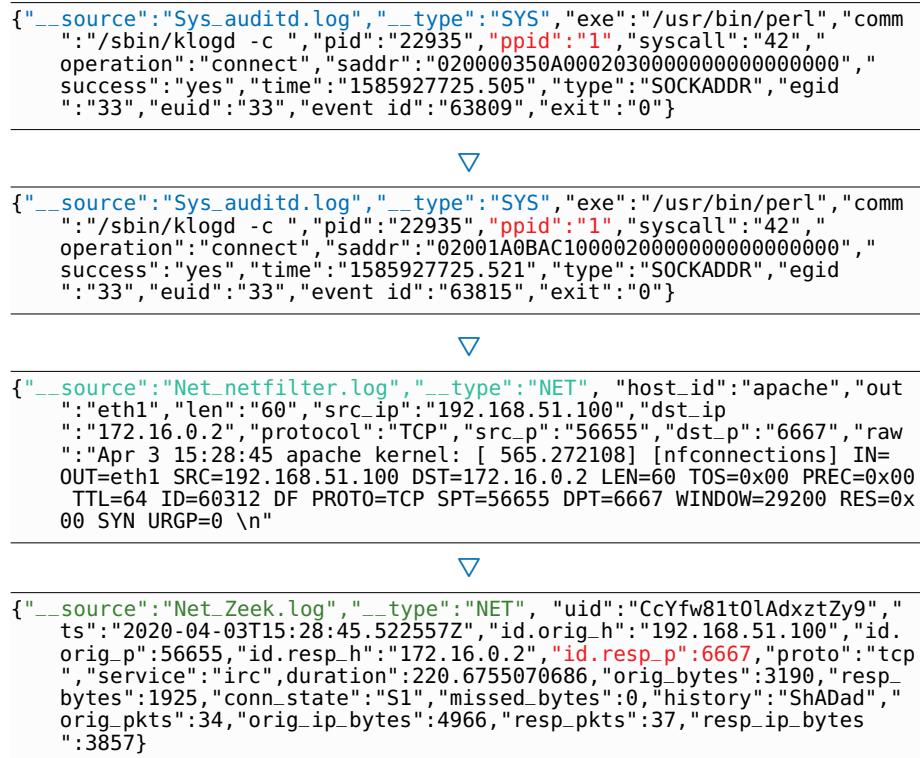 {"__source":"Sys_auditd.log","__type":"SYS","exe":"/usr/bin/perl","comm
":"/sbin/klogd -c ","pid":"22935","ppid":"1","syscall":"42","
operation":"connect","saddr":"020000350A0002030000000000000000","
success":"yes","time":"1585927725.505","type":"SOCKADDR","egid
":"33","euid":"33","event id":"63809","exit":"0"}
{"__source":"Sys_auditd.log","__type":"SYS","exe":"/usr/bin/perl","comm
":"/sbin/klogd -c ","pid":"22935","ppid":"1","syscall":"42","
operation":"connect","saddr":"02001A0BAC1000020000000000000000","
success":"yes","time":"1585927725.521","type":"SOCKADDR","egid
":"33","euid":"33","event id":"63815","exit":"0"}
{"__source":"Net_netfilter.log","__type":"NET", "host_id":"apache","out
":"eth1","len":"60","src_ip":"192.168.51.100","dst_ip
":"172.16.0.2","protocol":"TCP","src_p":"56655","dst_p":"6667","raw
":"Apr 3 15:28:45 apache kernel: [ 565.272108] [nfconnections] IN=
OUT=eth1 SRC=192.168.51.100 DST=172.16.0.2 LEN=60 TOS=0x00 PREC=0x00
TTL=64 ID=60312 DF PROTO=TCP SPT=56655 DPT=6667 WINDOW=29200 RES=0x
00 SYN URGP=0 \n"
{"__source":"Net_Zeek.log","__type":"NET", "uid":"CcYfw81tOlAdxztZy9","
ts":"2020-04-03T15:28:45.522557Z","id.orig_h":"192.168.51.100","id.
orig_p":56655,"id.resp_h":"172.16.0.2","id.resp_p":6667,"proto":"tcp
","service":"irc",duration":220.6755070686,"orig_bytes":3190,"resp_
bytes":1925,"conn_state":"S1","missed_bytes":0,"history":"ShADad","
orig_pkts":34,"orig_ip_bytes":4966,"resp_pkts":37,"resp_ip_bytes
":3857}